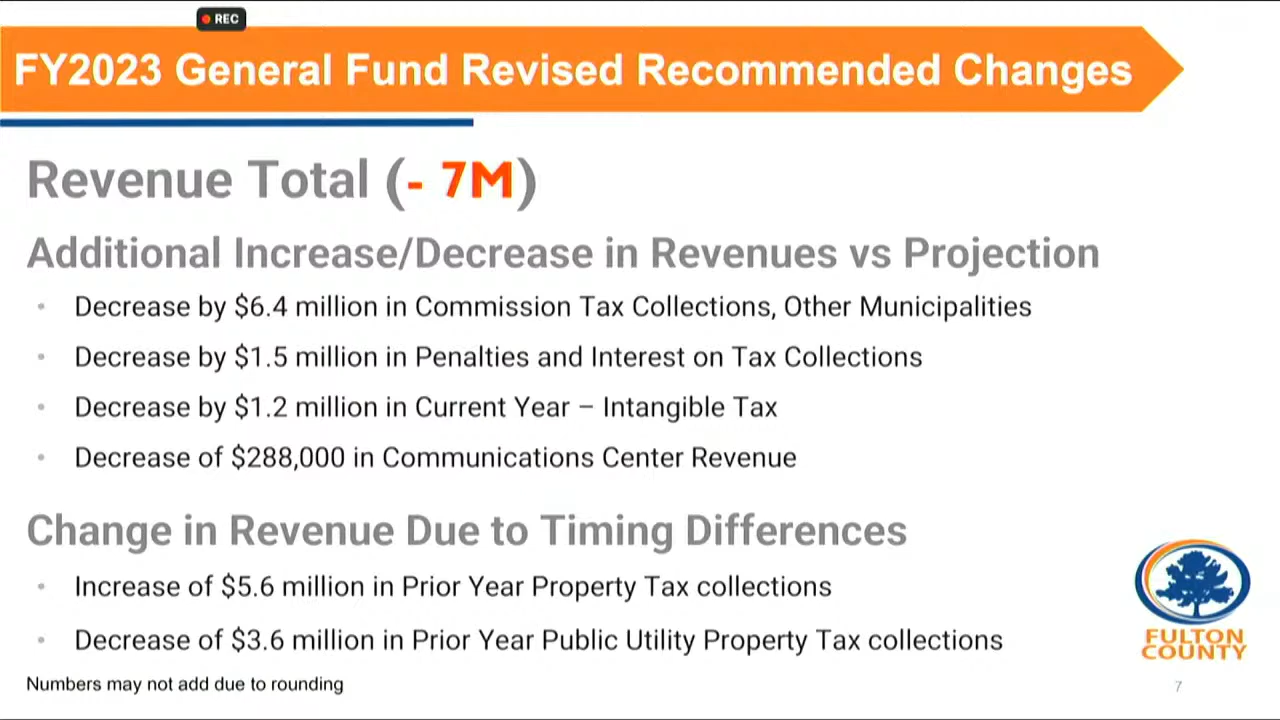 REC
FY2023 General Fund Revised Recommended Changes
Revenue Total (- 7M)
Additional Increase/Decrease in Revenues vs Projection
• Decrease by $6.4 million in Commission Tax Collections, Other Municipalities
• Decrease by $1.5 million in Penalties and Interest on Tax Collections
• Decrease by $1.2 million in Current Year – Intangible Tax
• Decrease of $288,000 in Communications Center Revenue
Change in Revenue Due to Timing Differences
• Increase of $5.6 million in Prior Year Property Tax collections
• Decrease of $3.6 million in Prior Year Public Utility Property Tax collections
FULTON
COUNTY
Numbers may not add due to rounding
7